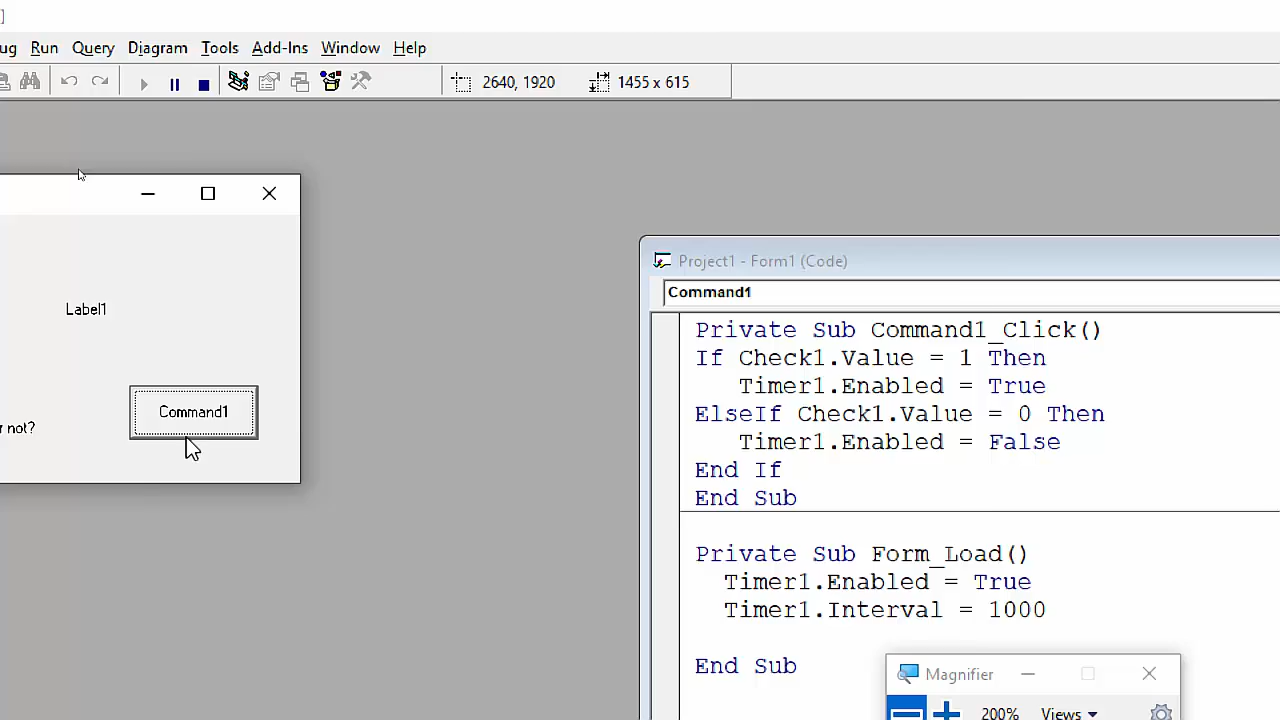 ]
ug Run Query Diagram Tools Add-Ins Window Help
2640, 1920 1455 x 615
Label1
Command1
r not?
Project1 - Form1 (Code)
Command1
Private Sub Command1_Click()
If Check1.Value = 1 Then
Timer1.Enabled = True
ElseIf Check1.Value = 0 Then
Timer1.Enabled = False
End If
End Sub
Private Sub Form_Load()
Timer1.Enabled = True
Timer1.Interval = 1000
End Sub
Magnifier
200% Views